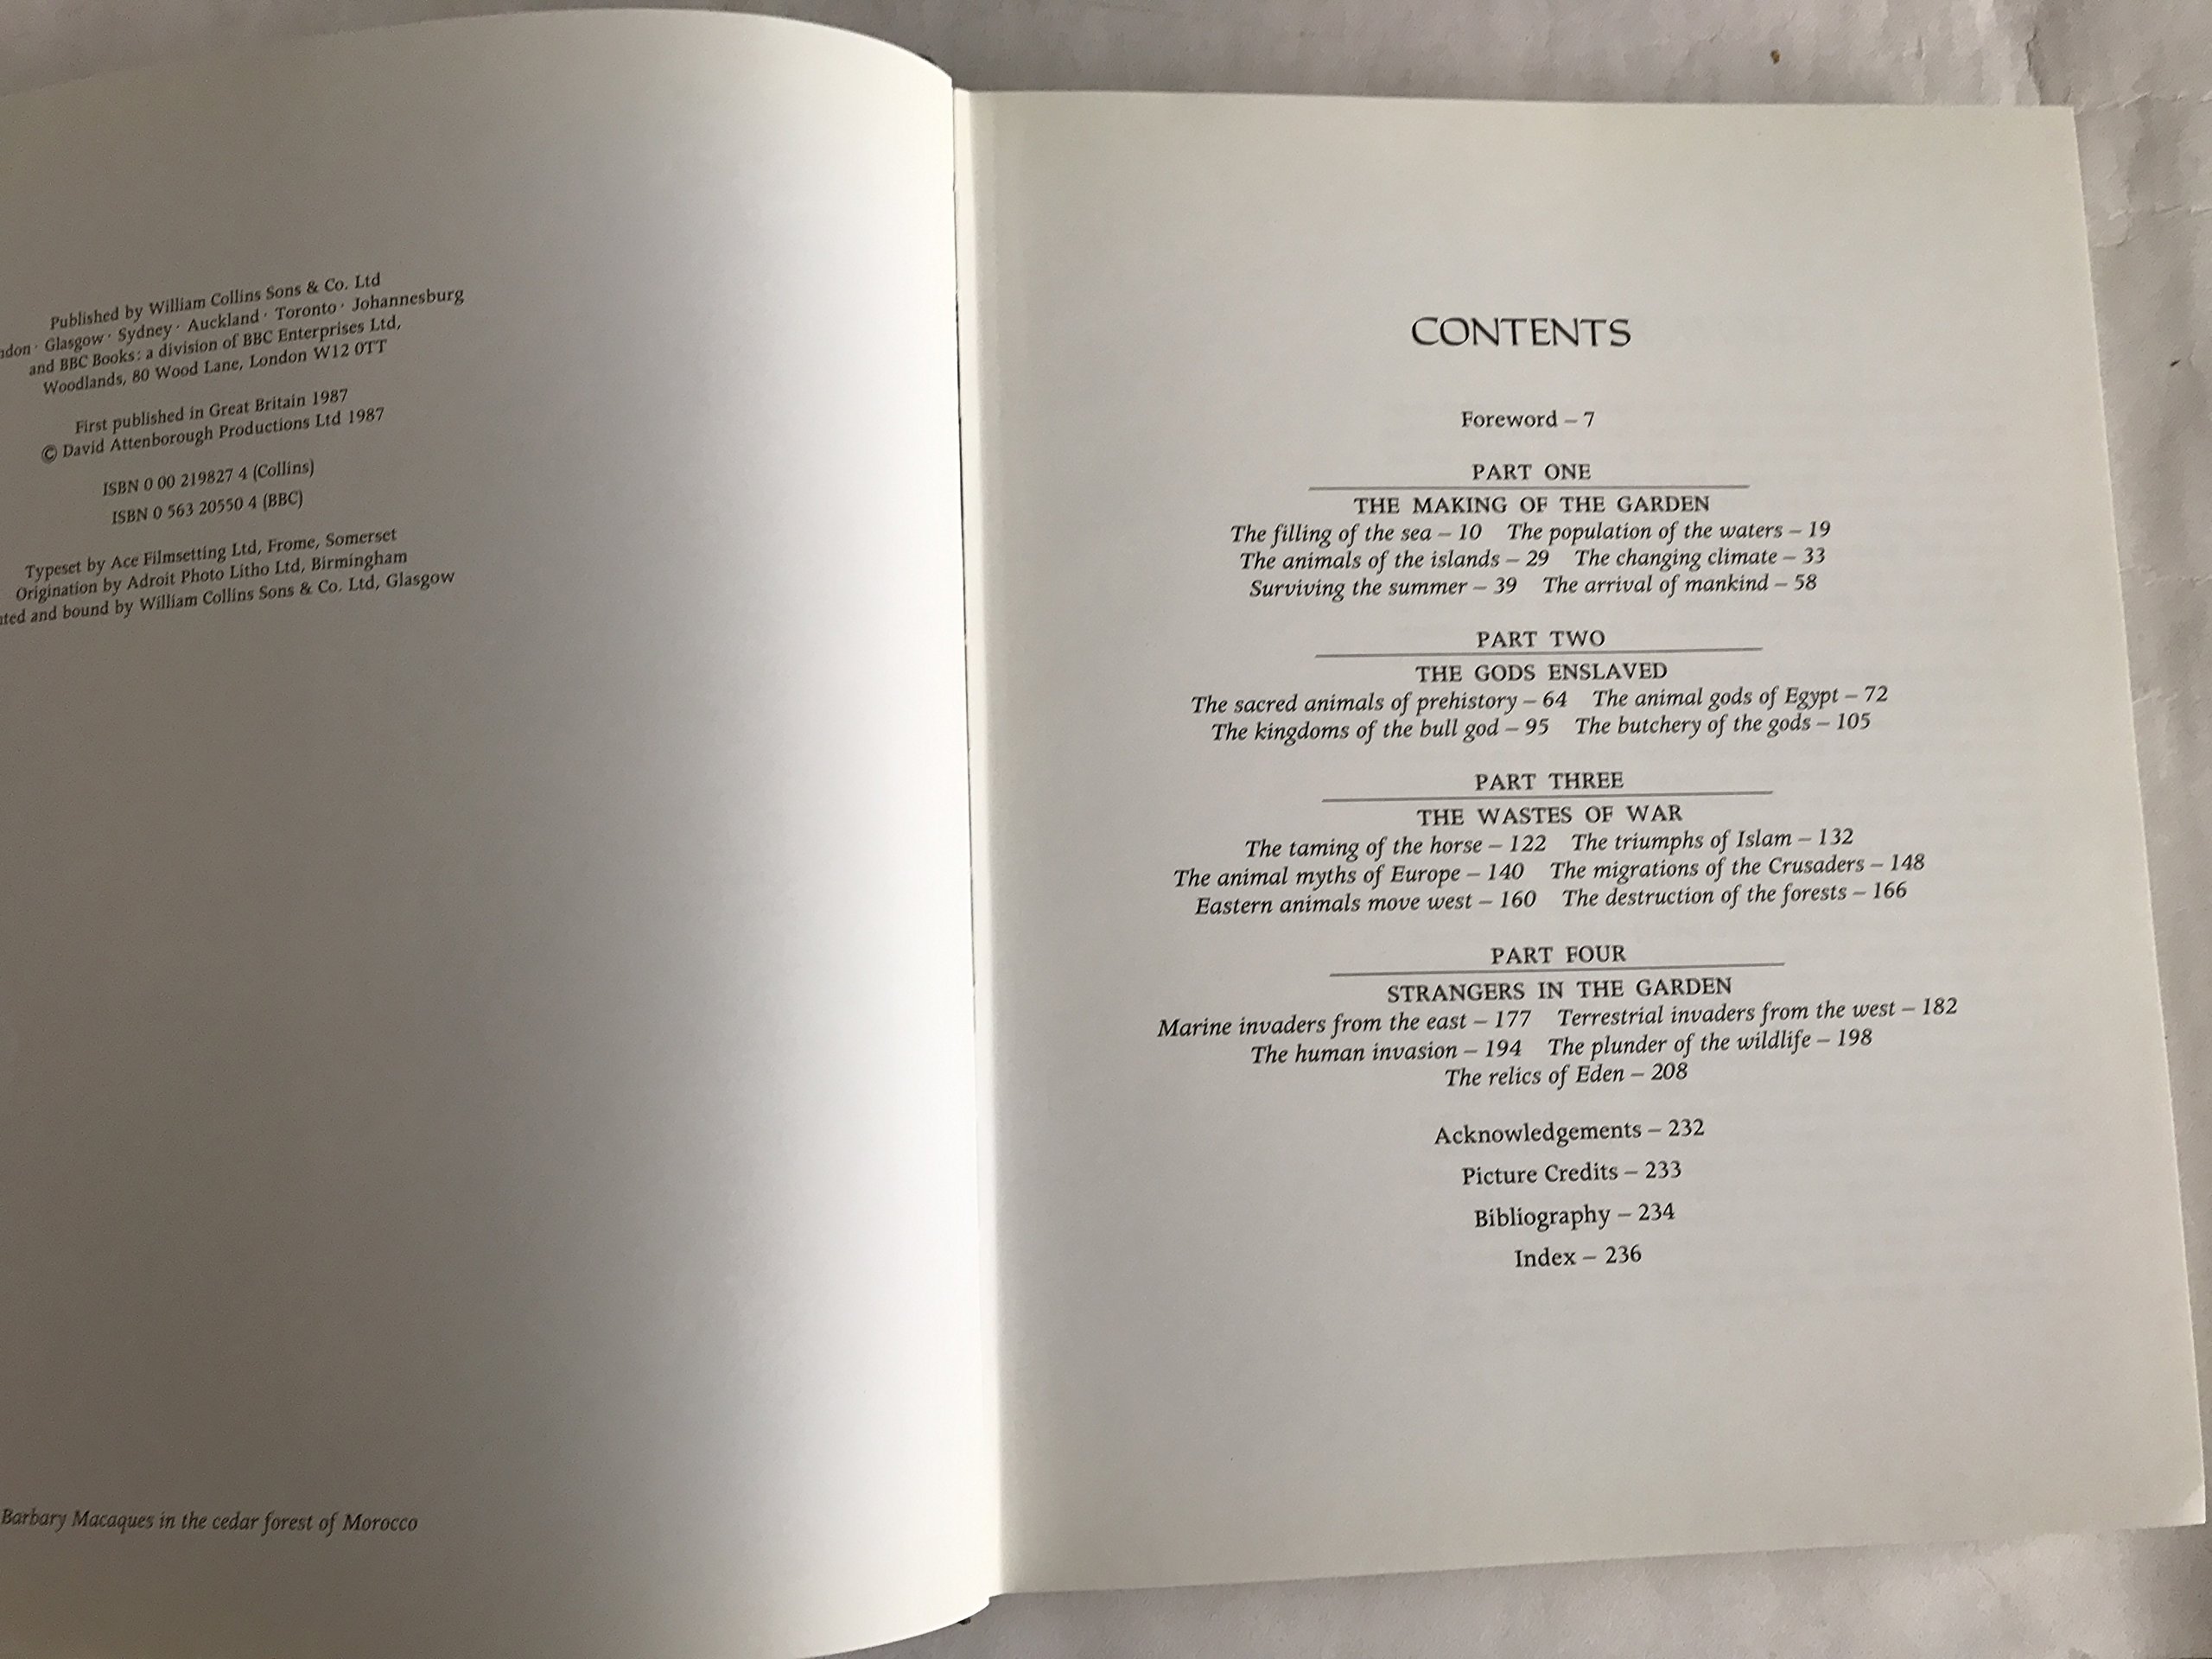 Published by William Collins Sons & Co. Ltd
Glasgow · Sydney · Auckland · Toronto · Johannesburg
and BBC Books: a division of BBC Enterprises Ltd,
Woodlands, 80 Wood Lane, London W12 0TT
First published in Great Britain 1987
© David Attenborough Productions Ltd 1987
ISBN 0 00 219827 4 (Collins)
ISBN 0 563 20550 4 (BBC)
Typeset by Ace Filmsetting Ltd, Frome, Somerset
Origination by Adroit Photo Litho Ltd, Birmingham
and bound by William Collins Sons & Co. Ltd, Glasgow
Barbary Macaques in the cedar forest of Morocco
CONTENTS
Foreword – 7
PART ONE
THE MAKING OF THE GARDEN
The filling of the sea – 10 The population of the waters – 19
The animals of the islands – 29 The changing climate – 33
Surviving the summer – 39 The arrival of mankind – 58
PART TWO
THE GODS ENSLAVED
The sacred animals of prehistory – 64 The animal gods of Egypt – 72
The kingdoms of the bull god – 95 The butchery of the gods – 105
PART THREE
THE WASTES OF WAR
The taming of the horse – 122 The triumphs of Islam – 132
The animal myths of Europe – 140 The migrations of the Crusaders – 148
Eastern animals move west – 160 The destruction of the forests – 166
PART FOUR
STRANGERS IN THE GARDEN
Marine invaders from the east – 177 Terrestrial invaders from the west – 182
The human invasion – 194 The plunder of the wildlife – 198
The relics of Eden – 208
Acknowledgements – 232
Picture Credits – 233
Bibliography – 234
Index – 236